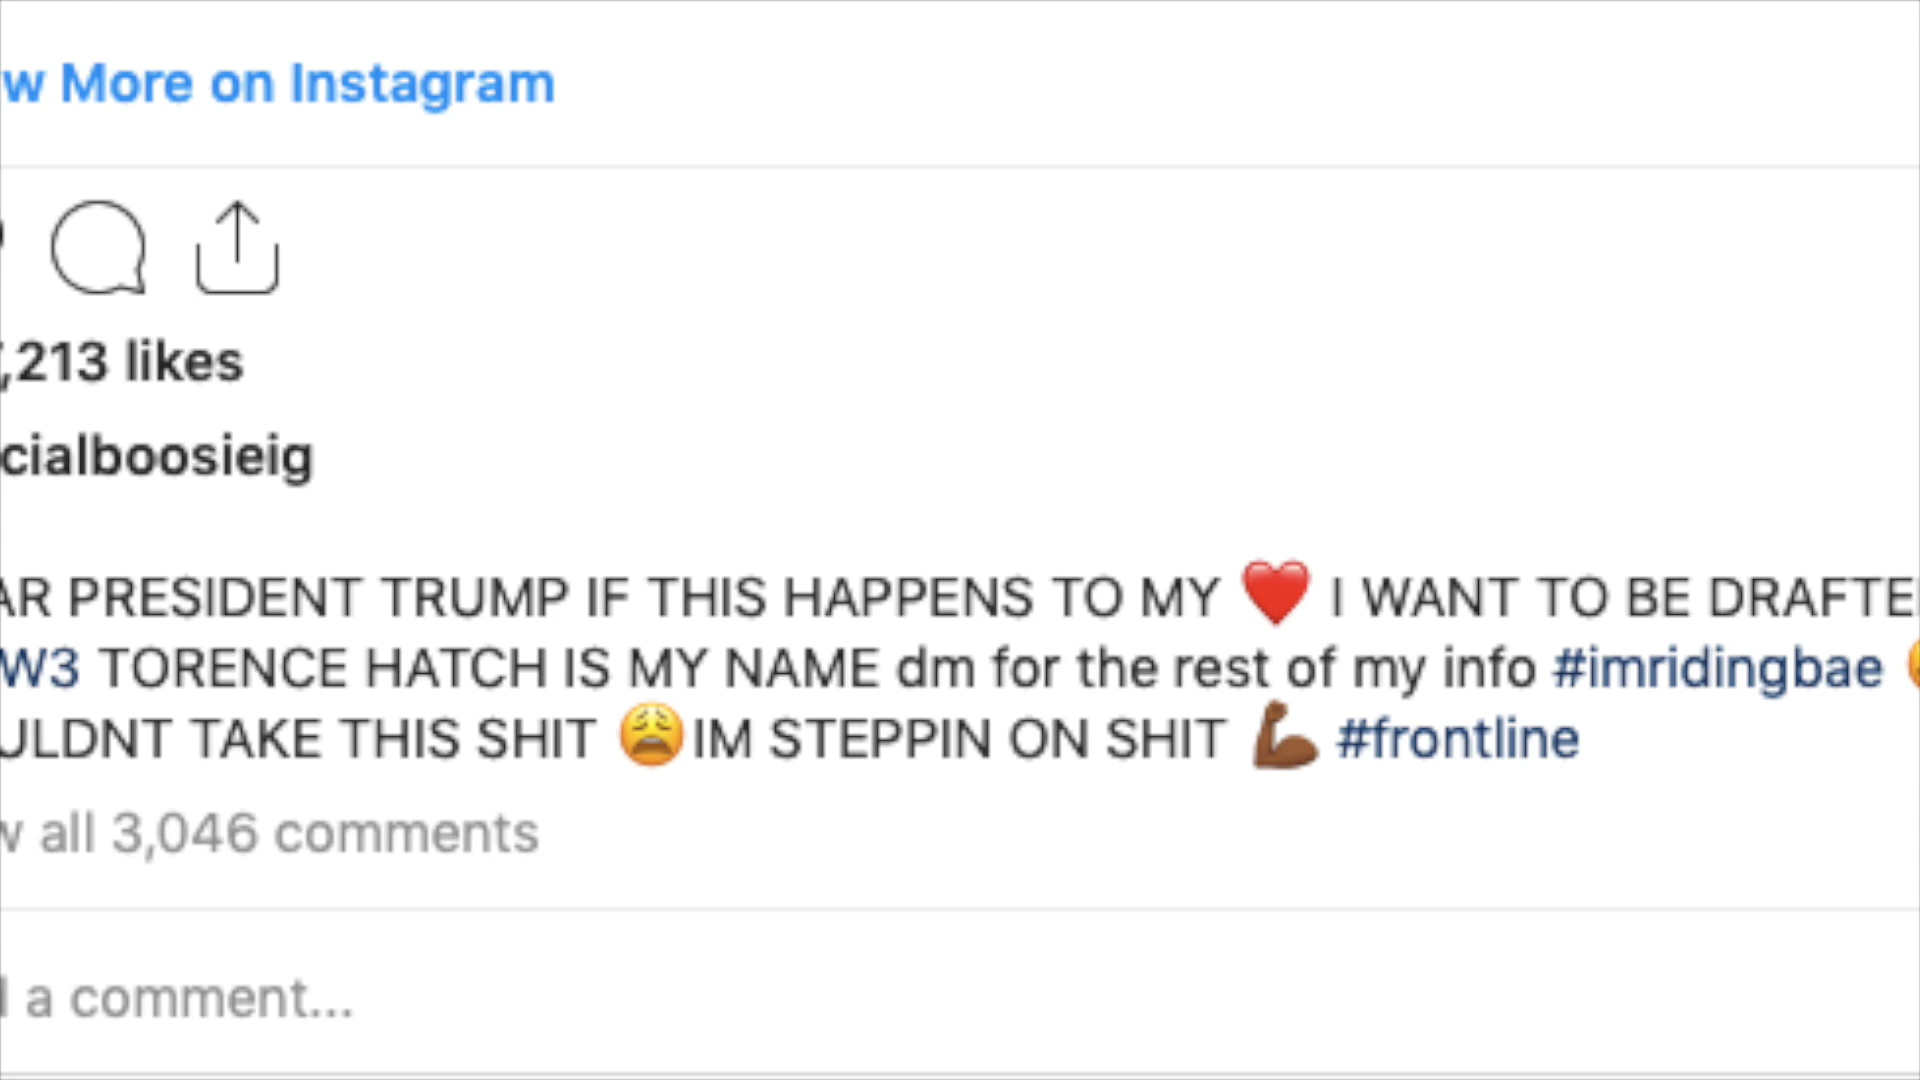 More on Instagram
,213 likes
cialboosieig
PRESIDENT TRUMP IF THIS HAPPENS TO MY ❤️ I WANT TO BE DRAFTE
W3 TORENCE HATCH IS MY NAME dm for the rest of my info #imridingbae
ULDNT TAKE THIS SHIT 😩IM STEPPIN ON SHIT 💪🏾 #frontline
all 3,046 comments
a comment...